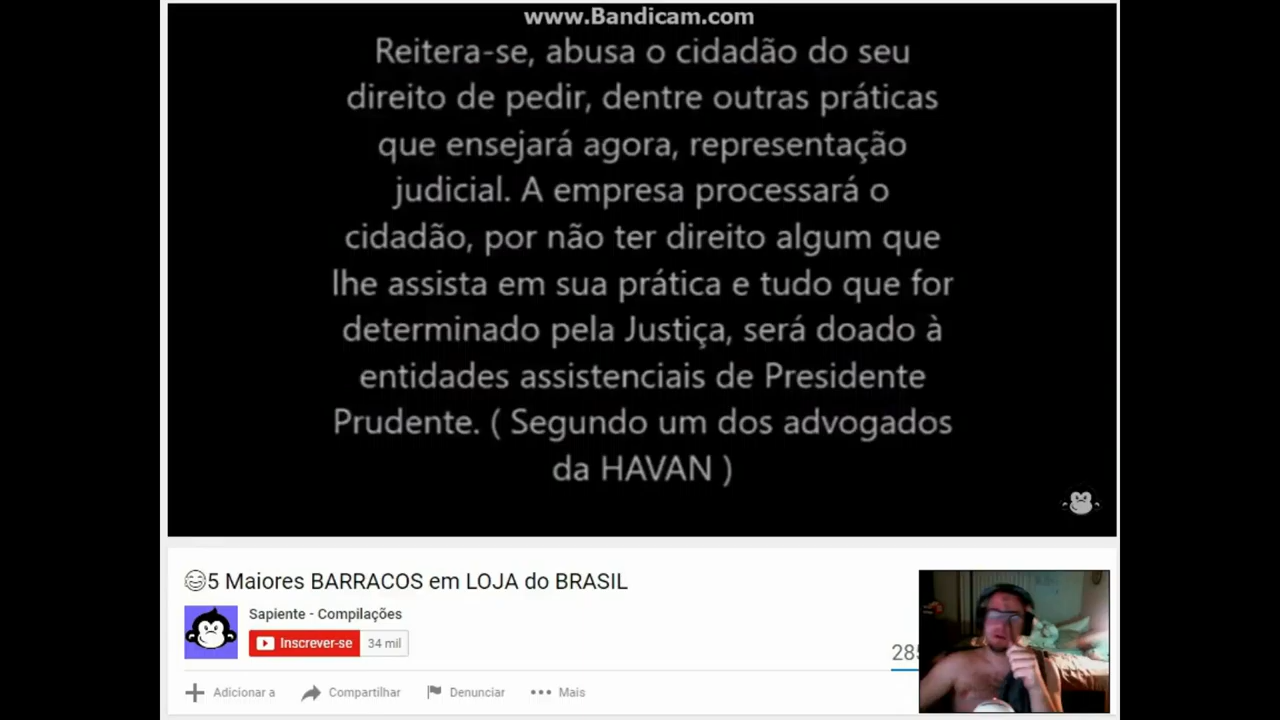 www.Bandicam.com
Reitera-se, abusa o cidadão do seu
direito de pedir, dentre outras práticas
que ensejará agora, representação
judicial. A empresa processará o
cidadão, por não ter direito algum que
lhe assista em sua prática e tudo que for
determinado pela Justiça, será doado à
entidades assistenciais de Presidente
Prudente. ( Segundo um dos advogados
da HAVAN )
😂5 Maiores BARRACOS em LOJA do BRASIL
Sapiente - Compilações
Inscrever-se 34 mil
Adicionar a Compartilhar Denunciar Mais